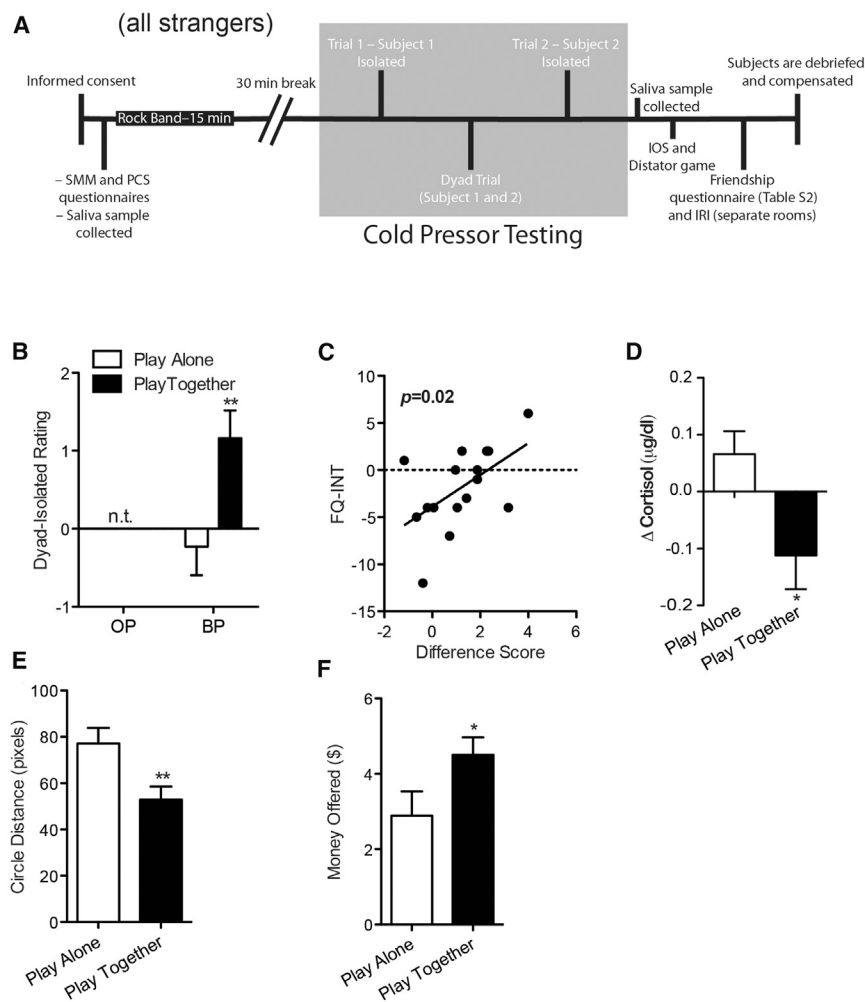 A
(all strangers)
Trial 1 – Subject 1
Isolated
Trial 2 – Subject 2
Isolated
Informed consent
30 min break
Saliva sample
collected
Subjects are debriefed
and compensated
Rock Band–15 min
– SMM and PCS
questionnaires
– Saliva sample
collected
Dyad Trial
(Subject 1 and 2)
IOS and
Distator game
Friendship
questionnaire (Table S2)
and IRI (separate rooms)
Cold Pressor Testing
B
Play Alone
PlayTogether
Dyad-Isolated Rating
2
1
0
-1
n.t.
**
OP
BP
C
p=0.02
FQ-INT
10
5
0
-5
-10
-15
-2
0
2
4
6
Difference Score
D
Δ Cortisol (µg/dl)
0.2
0.1
0.0
-0.1
-0.2
*
Play Alone
Play Together
E
Circle Distance (pixels)
100
80
60
40
20
0
**
Play Alone
Play Together
F
Money Offered ($)
6
4
2
0
*
Play Alone
Play Together